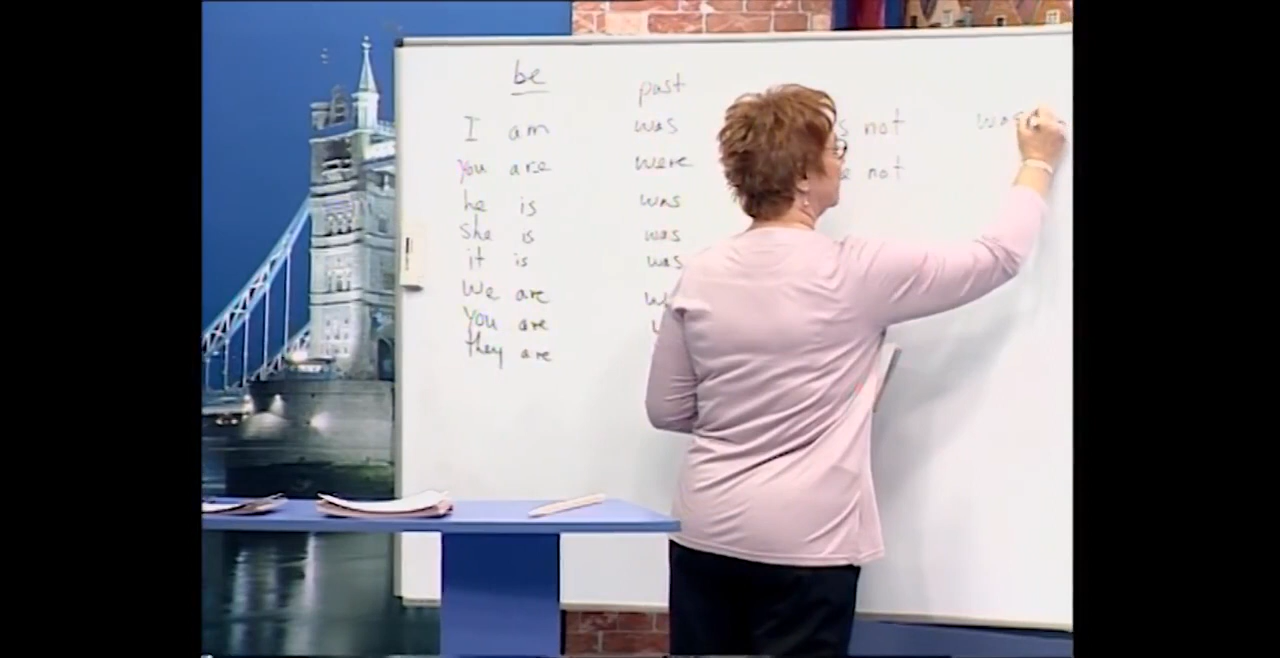 be past
I am was not
You are were not
he is was
she is was
it is was
We are
You are
they are